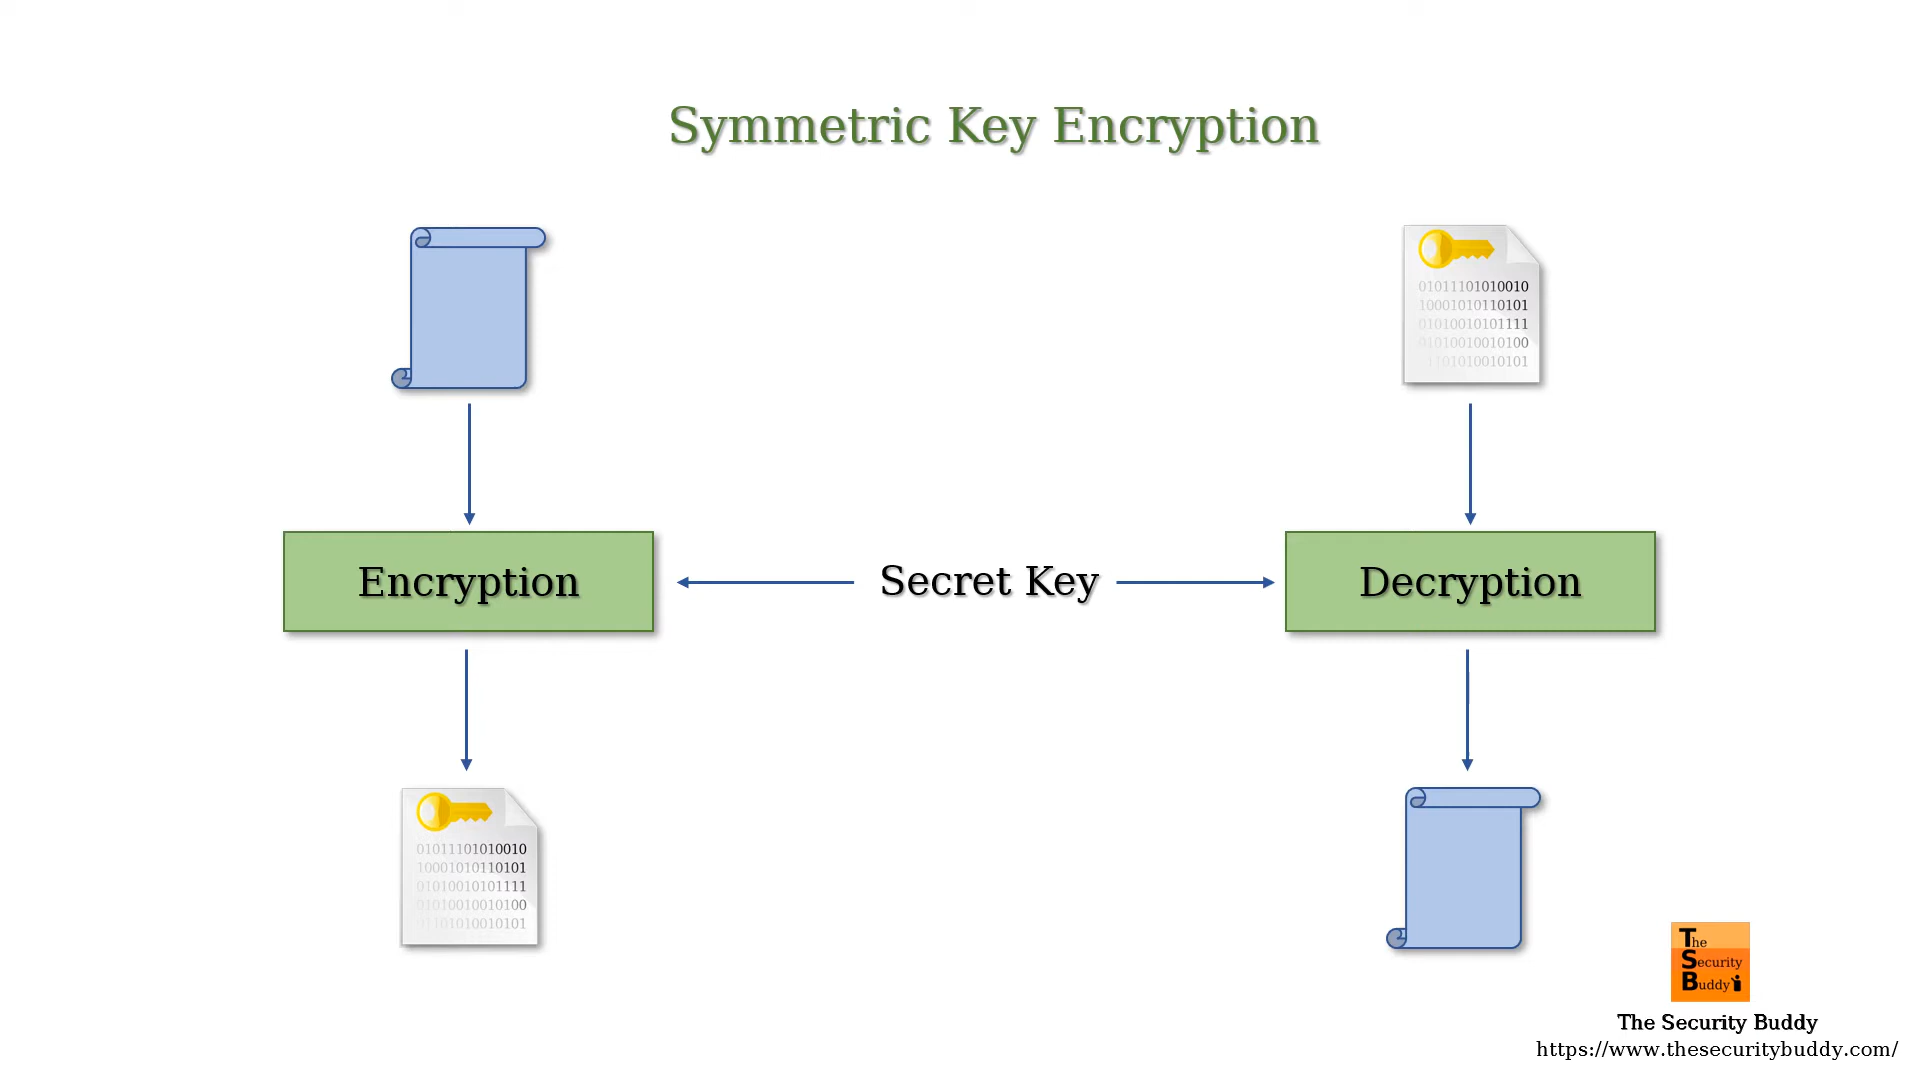 Symmetric Key Encryption
01011101010010
10001010110101
01010010101111
01010010010100
1101010010101
Encryption
Secret Key
Decryption
01011101010010
10001010110101
01010010101111
01010010010100
01101010010101
The
Security
Buddy
The Security Buddy
https://www.thesecuritybuddy.com/